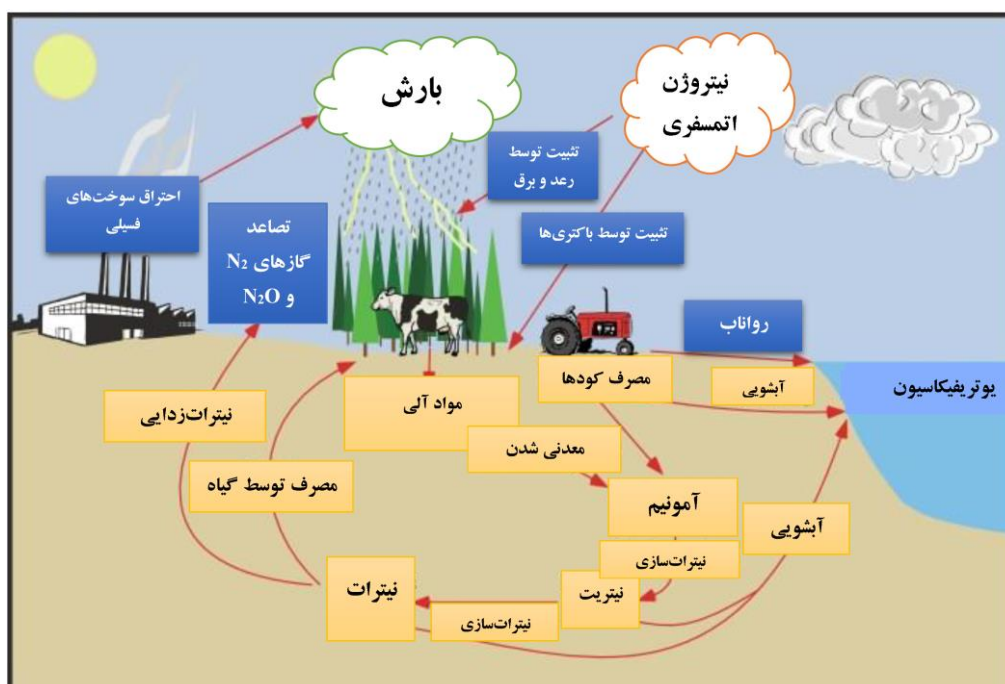 بارش
نیتروژن
اتمسفری
تثبیت توسط
رعد و برق
احتراق سوخت‌های
فسیلی
تصاعد
گازهای N₂
و N₂O
تثبیت توسط باکتری‌ها
رواناب
یوتریفیکاسیون
مصرف کودها
آبشویی
مواد آلی
نیترات‌زدایی
معدنی شدن
مصرف توسط گیاه
آمونیم
آبشویی
نیترات‌سازی
نیتریت
نیترات
نیترات‌سازی